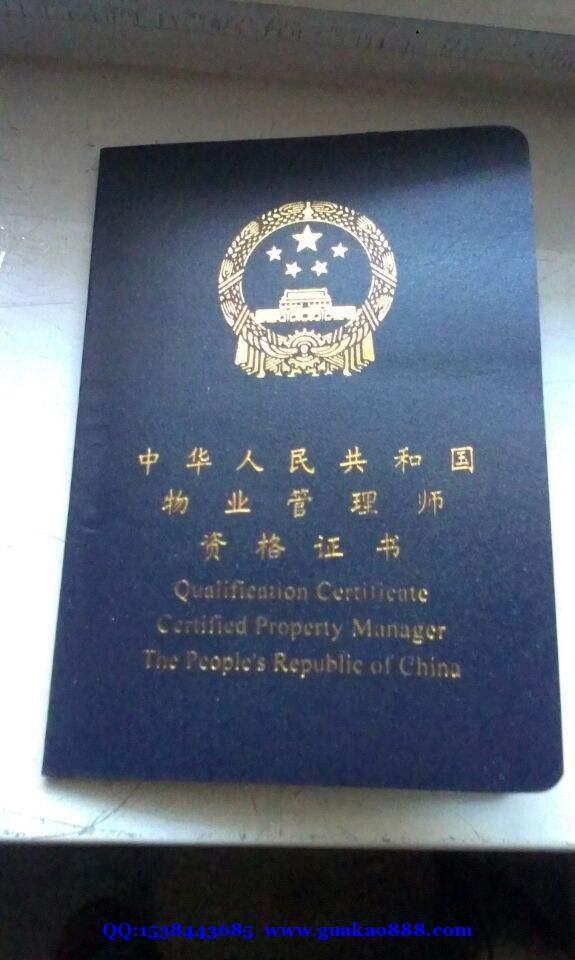 中华人民共和国
物业管理师
资格证书
Qualification Certificate
Certified Property Manager
The People's Republic of China
QQ:1538443685 www.guakao888.com